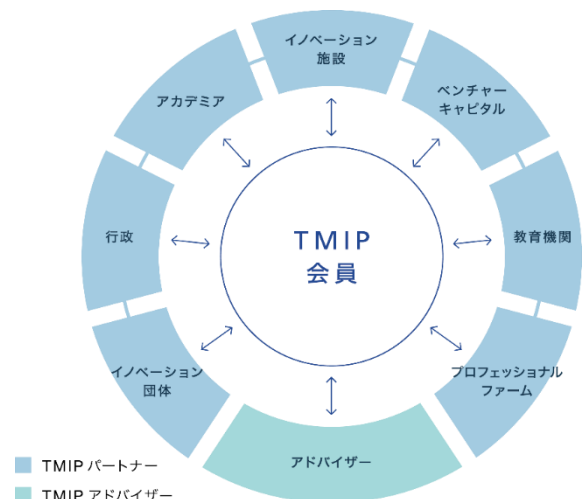 イノベーション
施設
ベンチャー
キャピタル
アカデミア
行政
TMIP
会員
教育機関
イノベーション
団体
プロフェッショナル
ファーム
アドバイザー
TMIP パートナー
TMIP アドバイザー